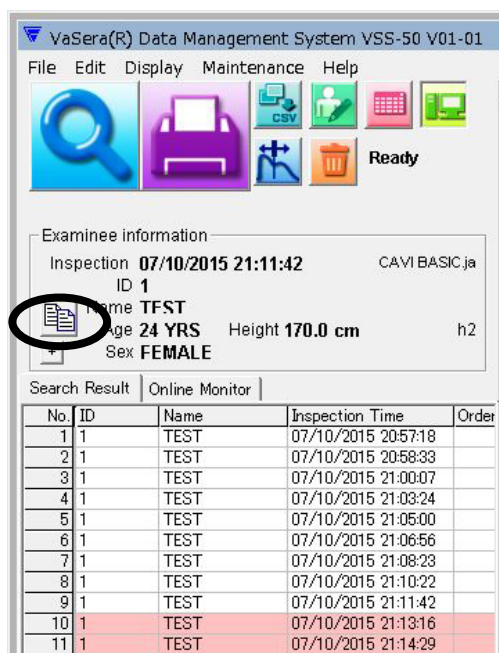 VaSera(R) Data Management System VSS-50 V01-01
File Edit Display Maintenance Help
CSV
Ready
Examinee information
Inspection 07/10/2015 21:11:42 CAVI BASIC.ja
ID 1
Name TEST
Age 24 YRS Height 170.0 cm h2
+ Sex FEMALE
Search Result Online Monitor
No. ID Name Inspection Time Order
1 1 TEST 07/10/2015 20:57:18
2 1 TEST 07/10/2015 20:58:33
3 1 TEST 07/10/2015 21:00:07
4 1 TEST 07/10/2015 21:03:24
5 1 TEST 07/10/2015 21:05:00
6 1 TEST 07/10/2015 21:06:56
7 1 TEST 07/10/2015 21:08:23
8 1 TEST 07/10/2015 21:10:22
9 1 TEST 07/10/2015 21:11:42
10 1 TEST 07/10/2015 21:13:16
11 1 TEST 07/10/2015 21:14:29